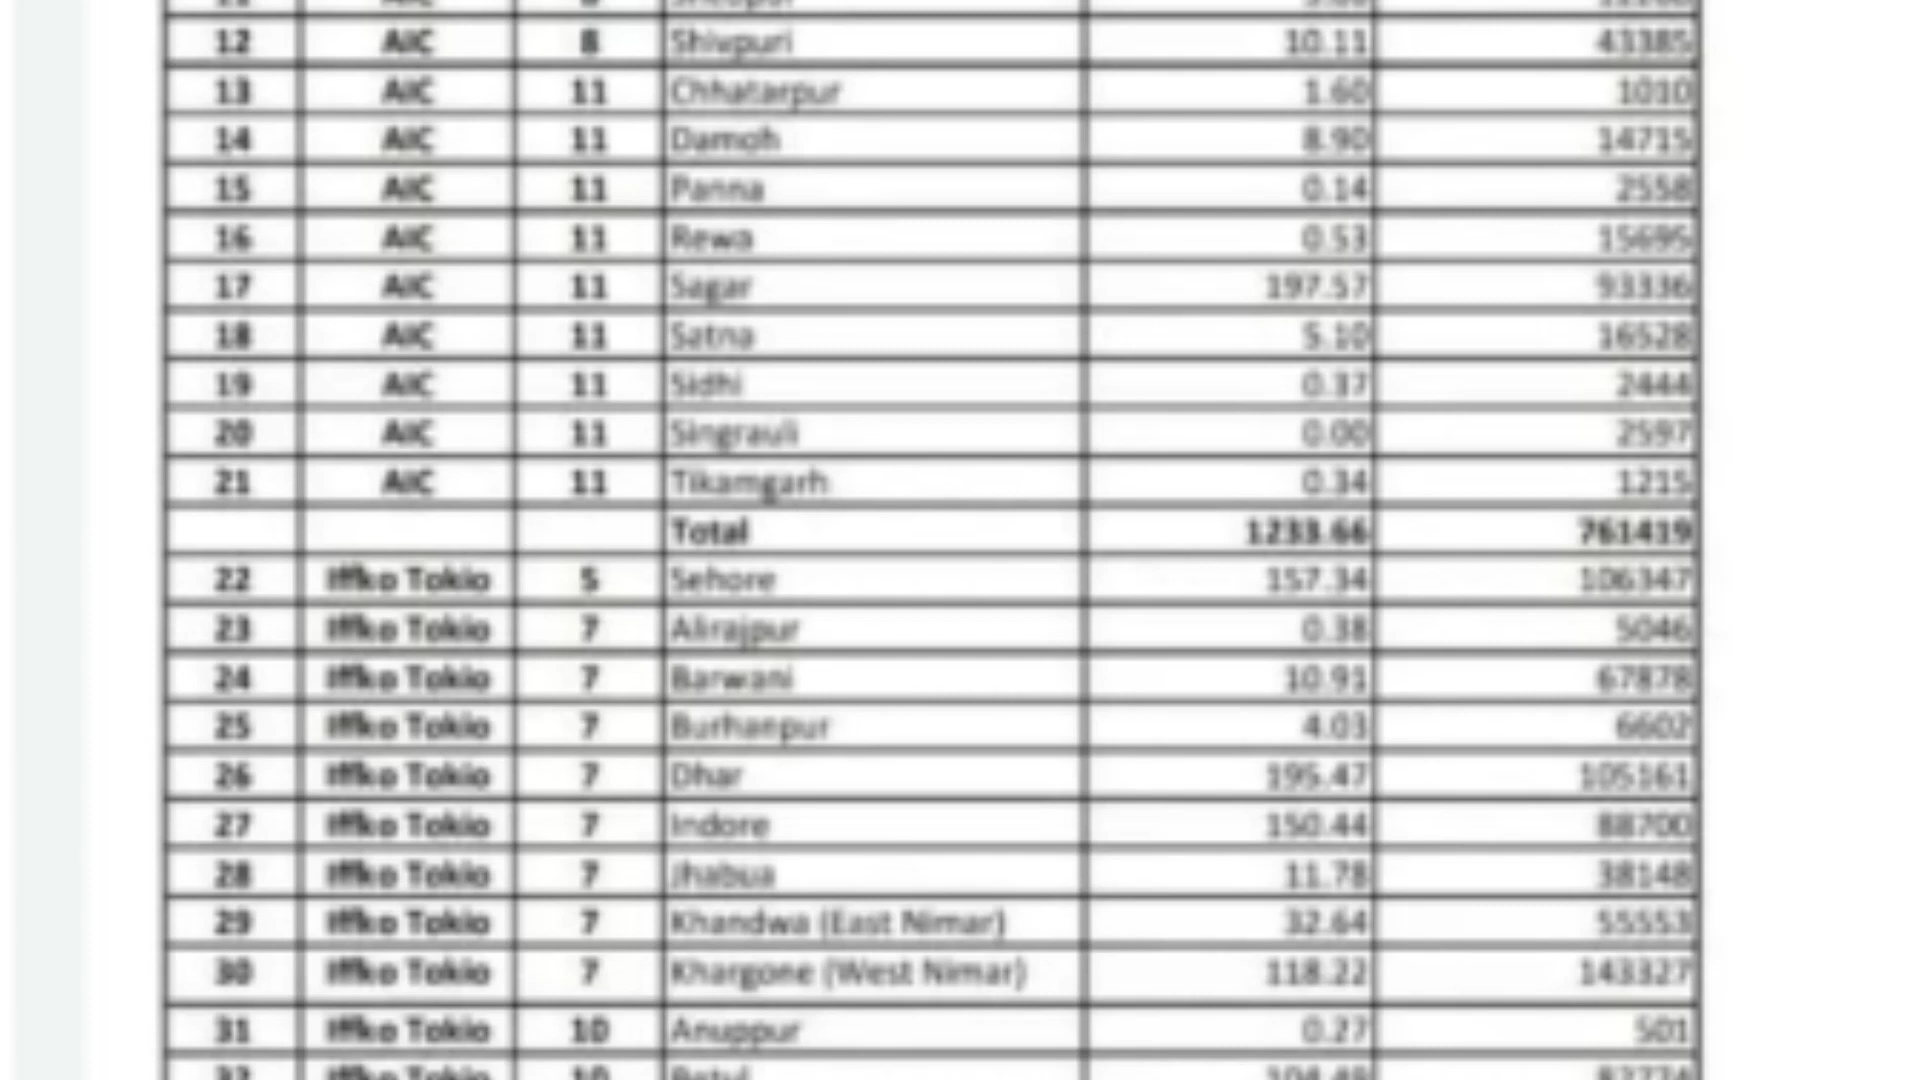 12 AIC 8 Shivpuri 10.11 43385
13 AIC 11 Chhatarpur 1.60 1010
14 AIC 11 Damoh 8.90 14715
15 AIC 11 Panna 0.14 2558
16 AIC 11 Rewa 0.53 15695
17 AIC 11 Sagar 197.57 93336
18 AIC 11 Satna 5.10 16528
19 AIC 11 Sidhi 0.37 2444
20 AIC 11 Singrauli 0.00 2597
21 AIC 11 Tikamgarh 0.34 1215
Total 1233.66 761419
22 Iffko Tokio 5 Sehore 157.34 106347
23 Iffko Tokio 7 Alirajpur 0.38 5046
24 Iffko Tokio 7 Barwani 10.91 67878
25 Iffko Tokio 7 Burhanpur 4.03 6602
26 Iffko Tokio 7 Dhar 195.47 105161
27 Iffko Tokio 7 Indore 150.44 88700
28 Iffko Tokio 7 Jhabua 11.78 38148
29 Iffko Tokio 7 Khandwa (East Nimar) 32.64 55553
30 Iffko Tokio 7 Khargone (West Nimar) 118.22 143327
31 Iffko Tokio 10 Anuppur 0.27 501
32 Iffko Tokio 10 Betul